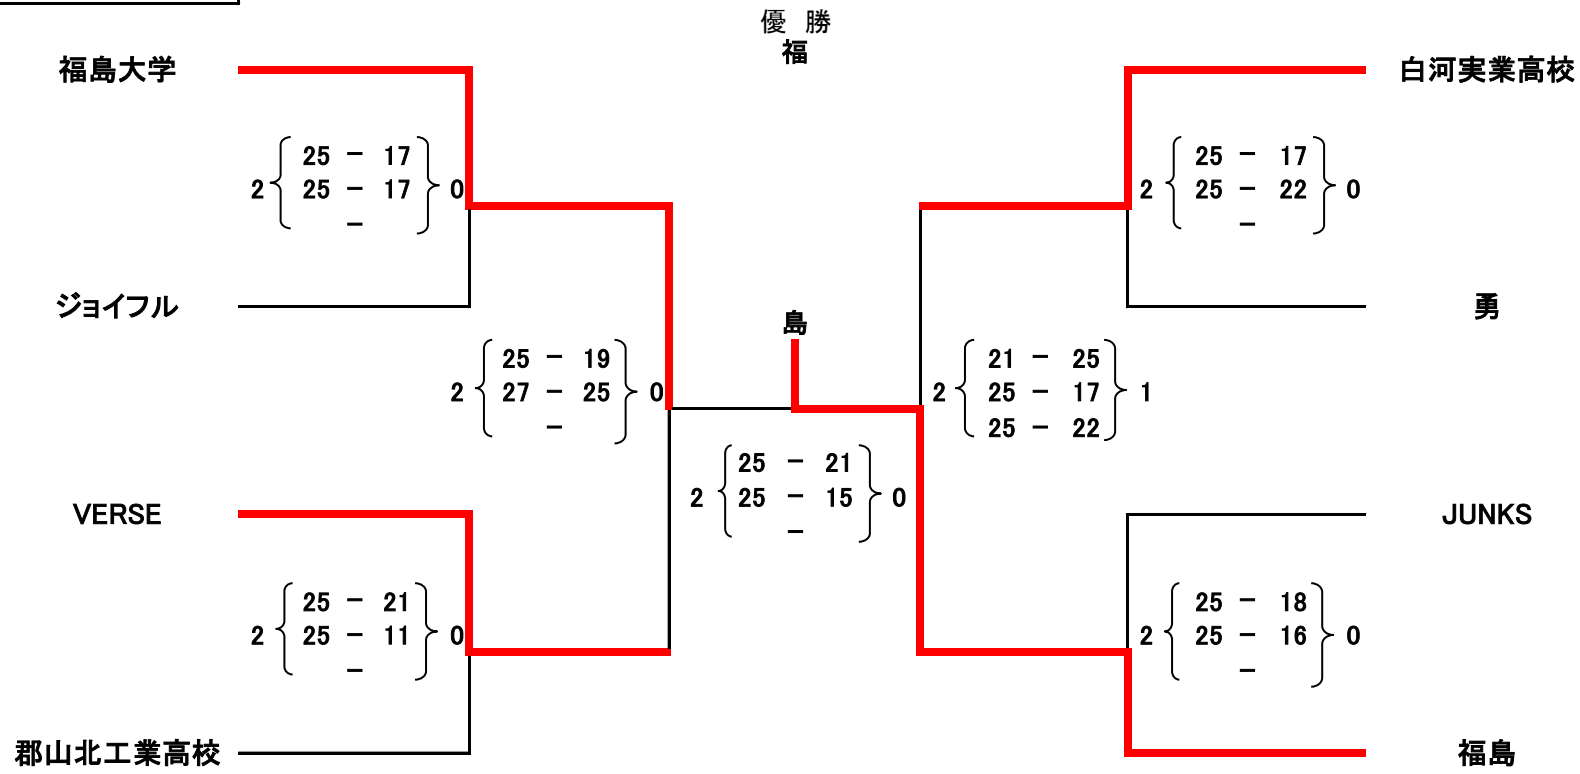 優 勝
福
島
福島大学
2 25 － 17 0
25 － 17
－
ジョイフル
2 25 － 19 0
27 － 25
－
VERSE
2 25 － 21 0
25 － 11
－
郡山北工業高校
2 25 － 21 0
25 － 15
－
白河実業高校
2 25 － 17 0
25 － 22
－
勇
2 21 － 25 1
25 － 17
25 － 22
JUNKS
2 25 － 18 0
25 － 16
－
福島